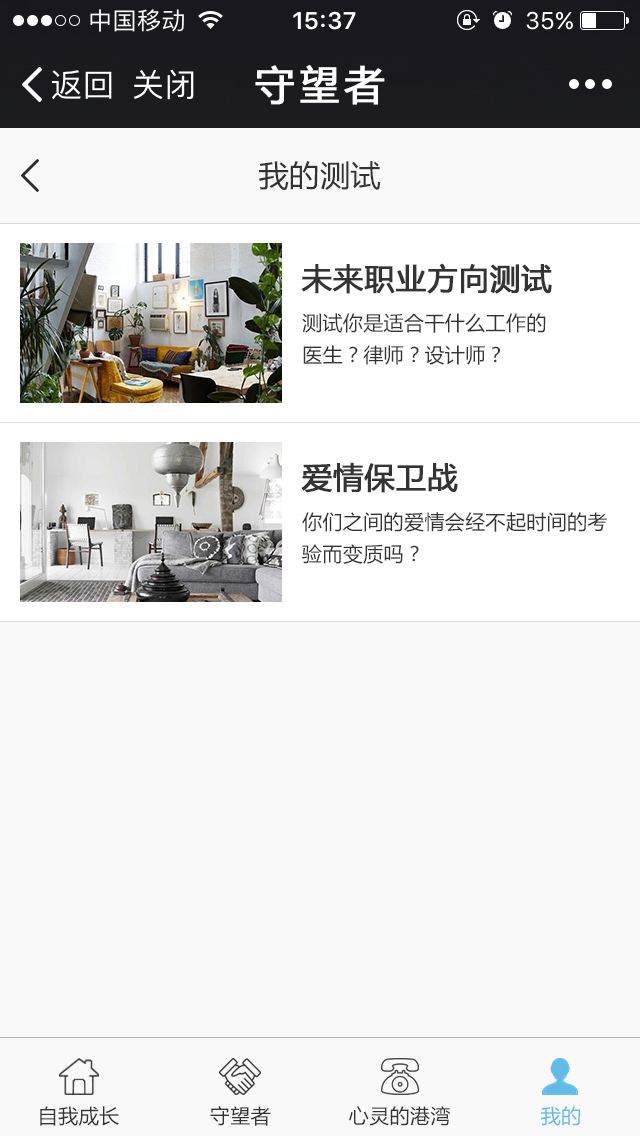 中国移动 15:37 35%
返回 关闭 守望者
我的测试
未来职业方向测试
测试你是适合干什么工作的
医生？律师？设计师？
爱情保卫战
你们之间的爱情会经不起时间的考
验而变质吗？
自我成长 守望者 心灵的港湾 我的